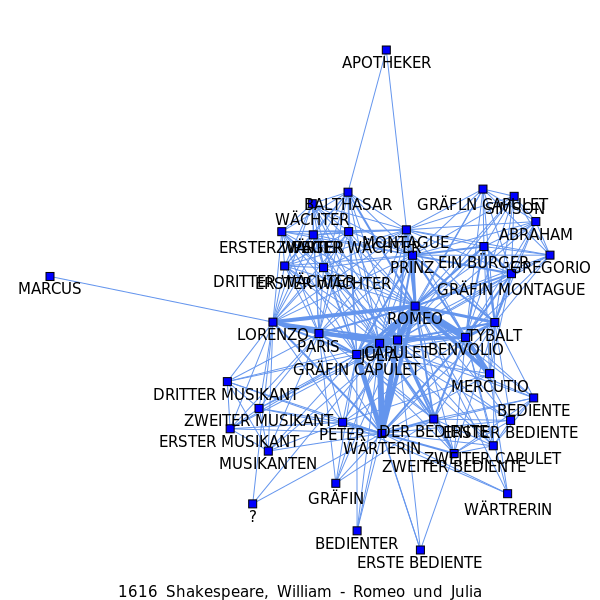 APOTHEKER
BALTHASAR
GRÄFLN CAPULET
SIMSON
WÄCHTER
ABRAHAM
MONTAGUE
ERSTER WÄRTER
ZWEITER WÄCHTER
EIN BÜRGER
PRINZ
GREGORIO
DRITTER WÄCHTER
ERSTER WÄCHTER
GRÄFIN MONTAGUE
MARCUS
ROMEO
LORENZO
TYBALT
PARIS
BENVOLIO
CAPULET
JULIA
GRÄFIN CAPULET
MERCUTIO
DRITTER MUSIKANT
BEDIENTE
ZWEITER MUSIKANT
PETER
DER BEDIENTE
ERSTER BEDIENTE
ERSTER MUSIKANT
WÄRTERIN
MUSIKANTEN
ZWEITER CAPULET
ZWEITER BEDIENTE
GRÄFIN
WÄRTRERIN
?
BEDIENTER
ERSTE BEDIENTE
1616 Shakespeare, William - Romeo und Julia